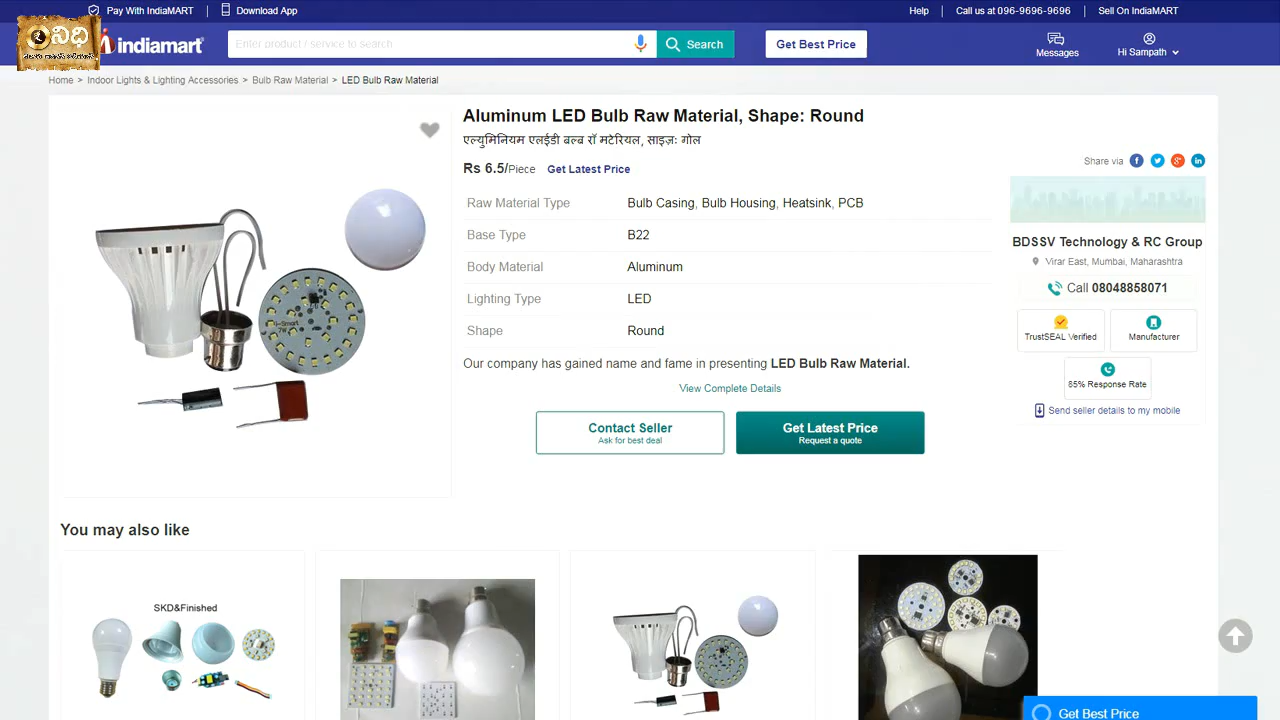 Pay With IndiaMART
Download App
Help
Call us at 096-9696-9696
Sell On IndiaMART
ನಿಧಿ
indiamart
Enter product / service to search
Search
Get Best Price
Messages
Hi Sampath
Home > Indoor Lights & Lighting Accessories > Bulb Raw Material > LED Bulb Raw Material
Aluminum LED Bulb Raw Material, Shape: Round
एल्युमिनियम एलईडी बल्ब रॉ मटेरियल, साइज़: गोल
Rs 6.5/Piece Get Latest Price
Raw Material Type Bulb Casing, Bulb Housing, Heatsink, PCB
Base Type B22
Body Material Aluminum
Lighting Type LED
Shape Round
Our company has gained name and fame in presenting LED Bulb Raw Material.
View Complete Details
Contact Seller
Ask for best deal
Get Latest Price
Request a quote
Share via
BDSSV Technology & RC Group
Virar East, Mumbai, Maharashtra
Call 08048858071
TrustSEAL Verified
Manufacturer
85% Response Rate
Send seller details to my mobile
You may also like
SKD&Finished
Get Best Price